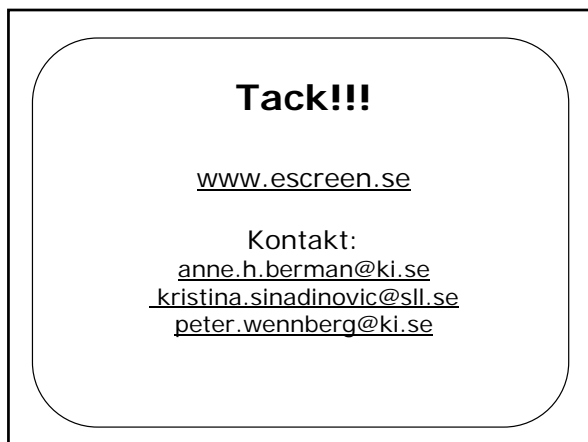 Tack!!!
www.escreen.se
Kontakt:
anne.h.berman@ki.se
kristina.sinadinovic@sll.se
peter.wennberg@ki.se